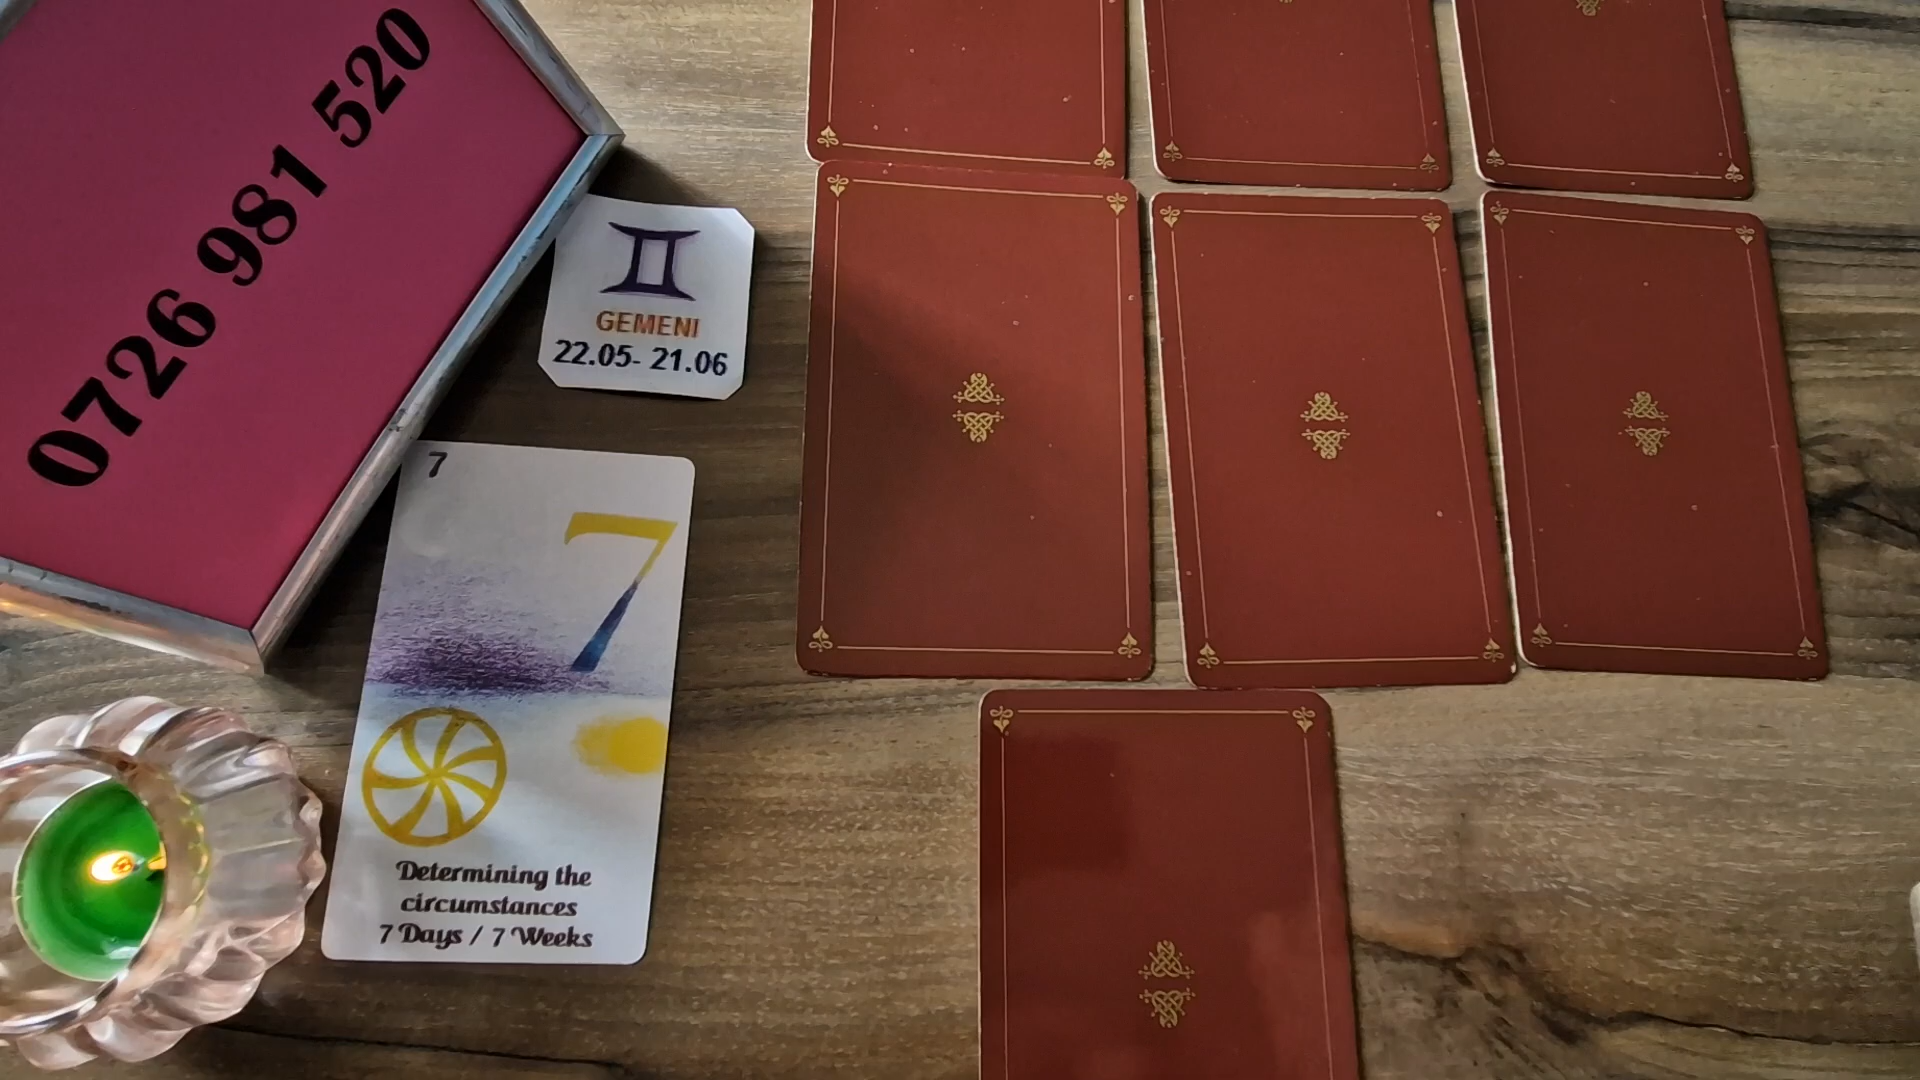 0726 981 520
♊
GEMENI
22.05- 21.06
7
7
Determining the
circumstances
7 Days / 7 Weeks